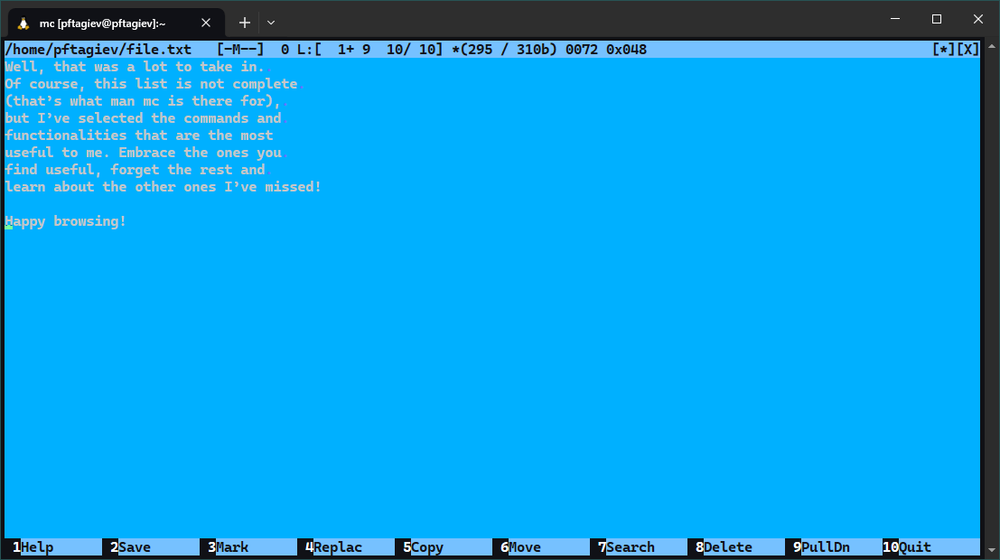 mc [pftagiev@pftagiev]:~
/home/pftagiev/file.txt   [-M--]  0 L:[  1+ 9  10/ 10] *(295 / 310b) 0072 0x048 [*][X]
Well, that was a lot to take in..
Of course, this list is not complete
(that’s what man mc is there for),.
but I’ve selected the commands and.
functionalities that are the most
useful to me. Embrace the ones you.
find useful, forget the rest and.
learn about the other ones I’ve missed!

Happy browsing!
1Help 2Save 3Mark 4Replac 5Copy 6Move 7Search 8Delete 9PullDn 10Quit